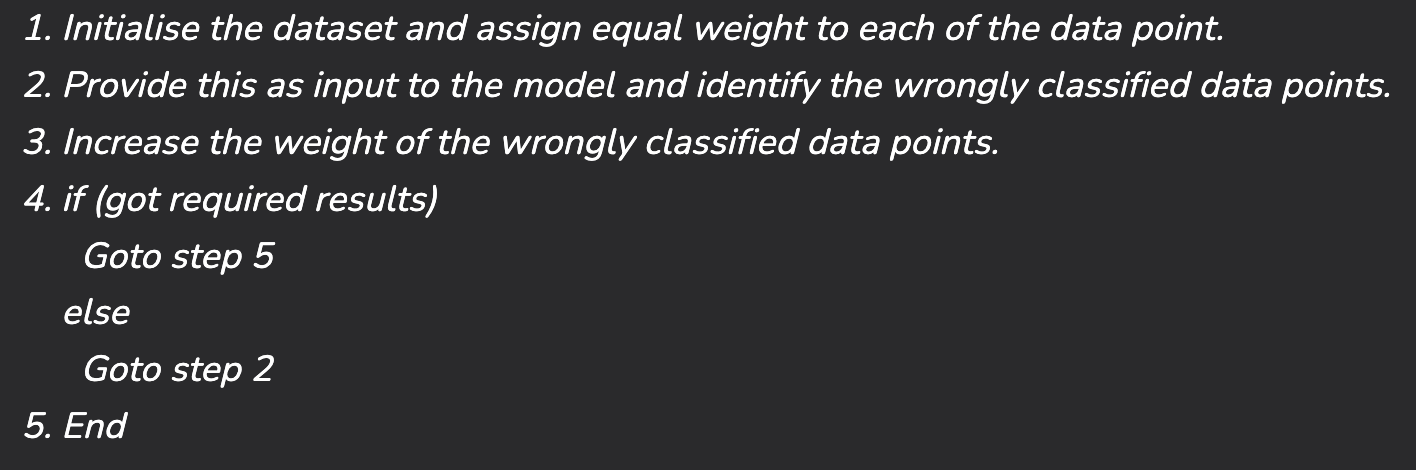 1. Initialise the dataset and assign equal weight to each of the data point.
2. Provide this as input to the model and identify the wrongly classified data points.
3. Increase the weight of the wrongly classified data points.
4. if (got required results)
Goto step 5
else
Goto step 2
5. End